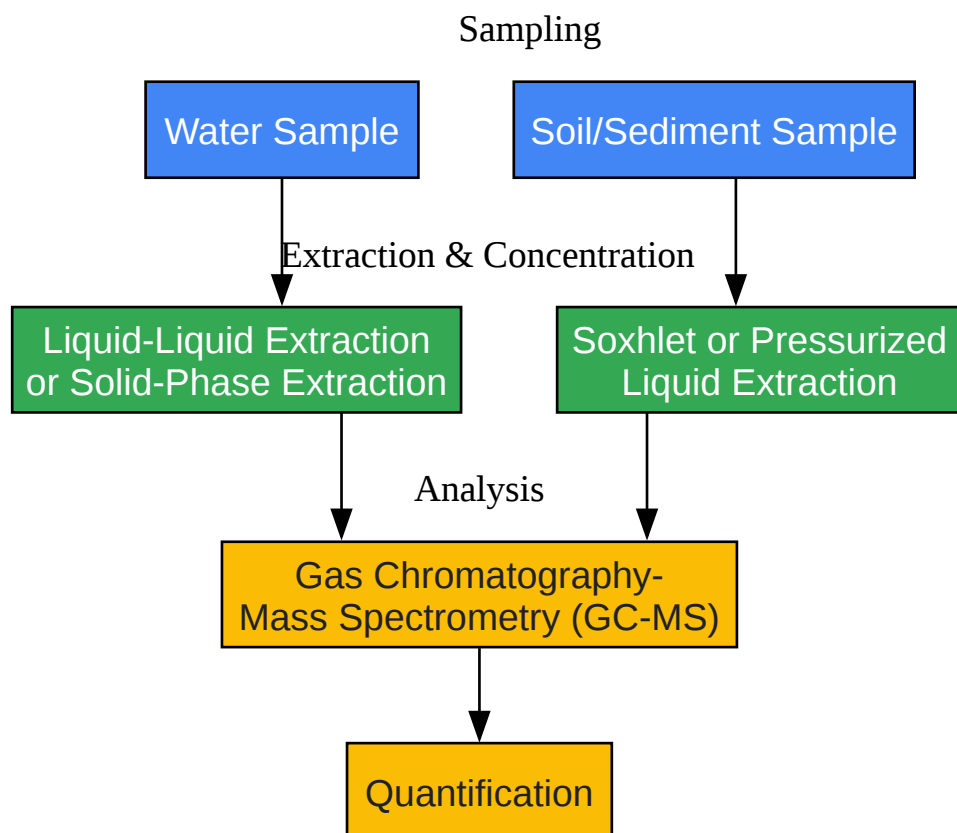 Sampling
Water Sample
Soil/Sediment Sample
Extraction & Concentration
Liquid-Liquid Extraction
or Solid-Phase Extraction
Soxhlet or Pressurized
Liquid Extraction
Analysis
Gas Chromatography-
Mass Spectrometry (GC-MS)
Quantification